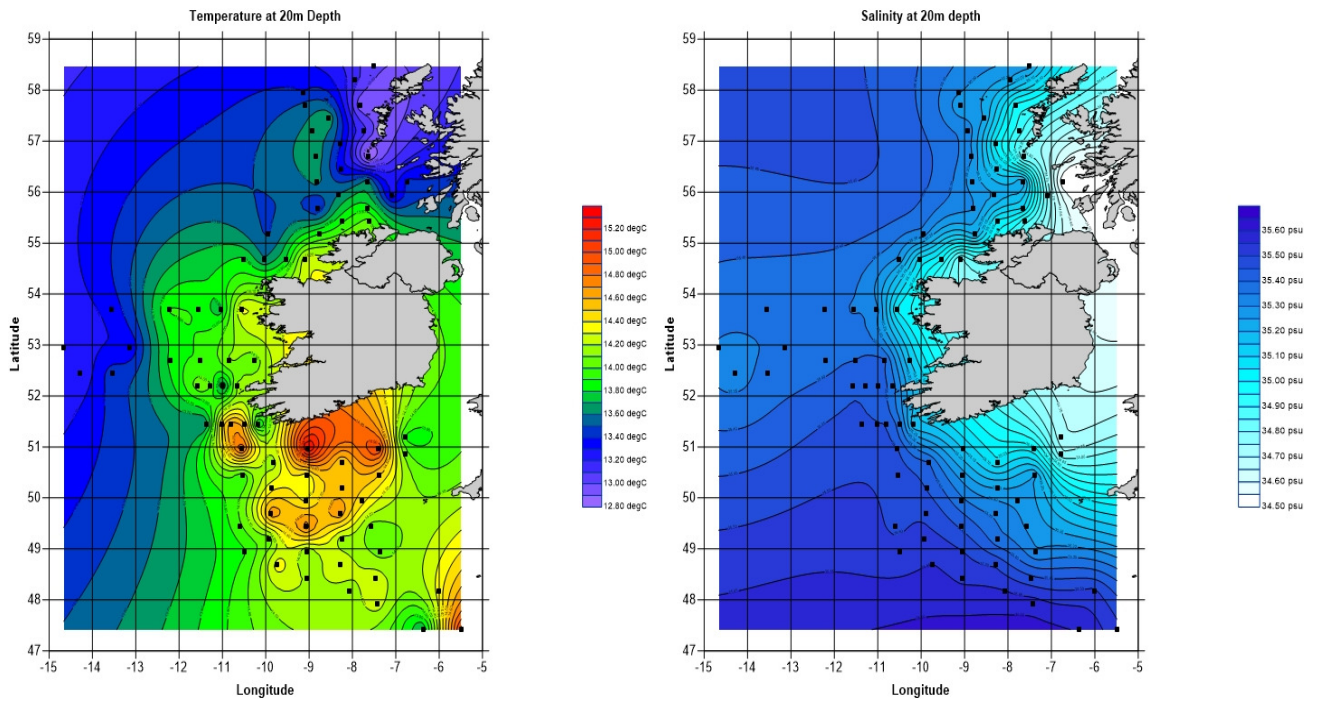 Temperature at 20m Depth
59
58
57
56
55
54
53
52
51
50
49
48
47
Latitude
-15
-14
-13
-12
-11
-10
-9
-8
-7
-6
-5
Longitude
15.20 degC
15.00 degC
14.80 degC
14.60 degC
14.40 degC
14.20 degC
14.00 degC
13.80 degC
13.60 degC
13.40 degC
13.20 degC
13.00 degC
12.80 degC
Salinity at 20m depth
59
58
57
56
55
54
53
52
51
50
49
48
47
Latitude
-15
-14
-13
-12
-11
-10
-9
-8
-7
-6
-5
Longitude
35.60 psu
35.50 psu
35.40 psu
35.30 psu
35.20 psu
35.10 psu
35.00 psu
34.90 psu
34.80 psu
34.70 psu
34.60 psu
34.50 psu